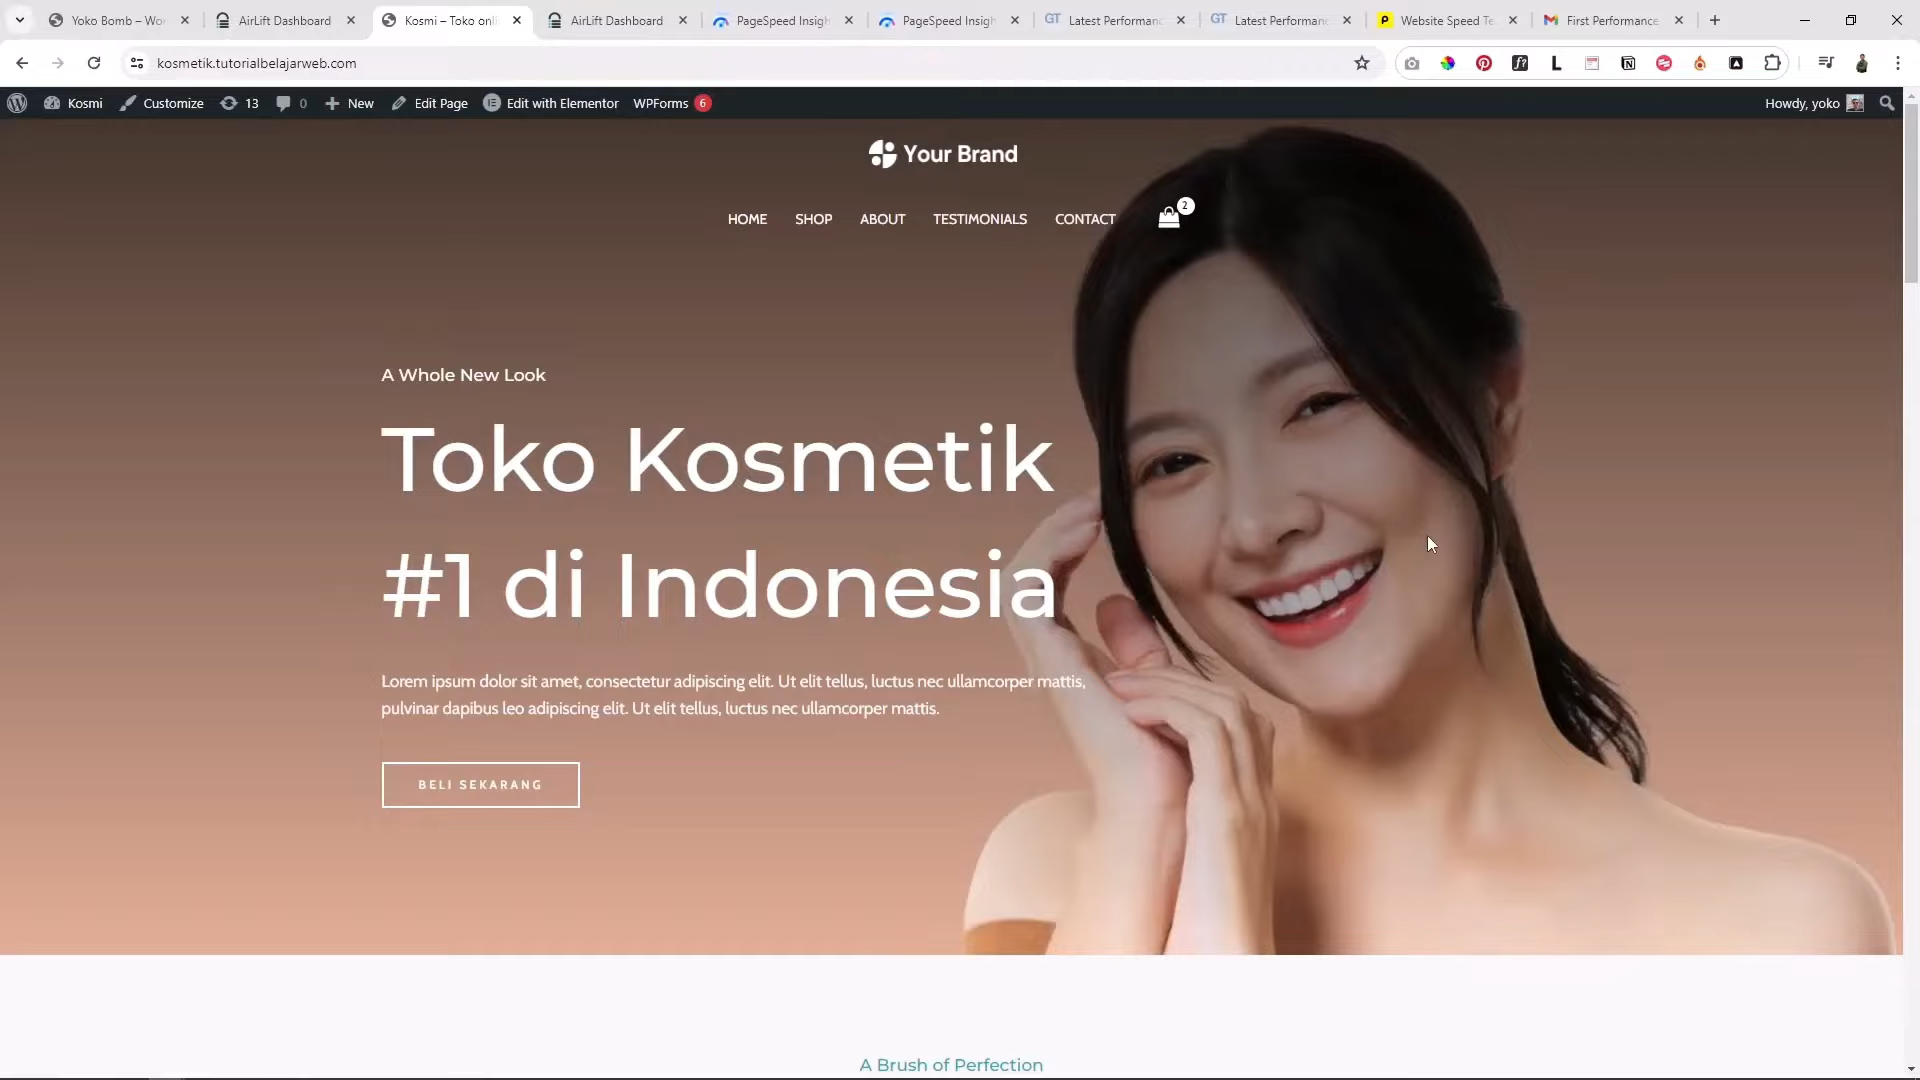 Yoko Bomb – Wor
AirLift Dashboard
Kosmi – Toko onli
AirLift Dashboard
PageSpeed Insigh
PageSpeed Insigh
GT Latest Performanc
GT Latest Performanc
Website Speed Te
First Performance
kosmetik.tutorialbelajarweb.com
Kosmi Customize 13 0 New Edit Page Edit with Elementor WPForms 6 Howdy, yoko
Your Brand
HOME SHOP ABOUT TESTIMONIALS CONTACT 2
A Whole New Look
Toko Kosmetik
#1 di Indonesia
Lorem ipsum dolor sit amet, consectetur adipiscing elit. Ut elit tellus, luctus nec ullamcorper mattis,
pulvinar dapibus leo adipiscing elit. Ut elit tellus, luctus nec ullamcorper mattis.
BELI SEKARANG
A Brush of Perfection